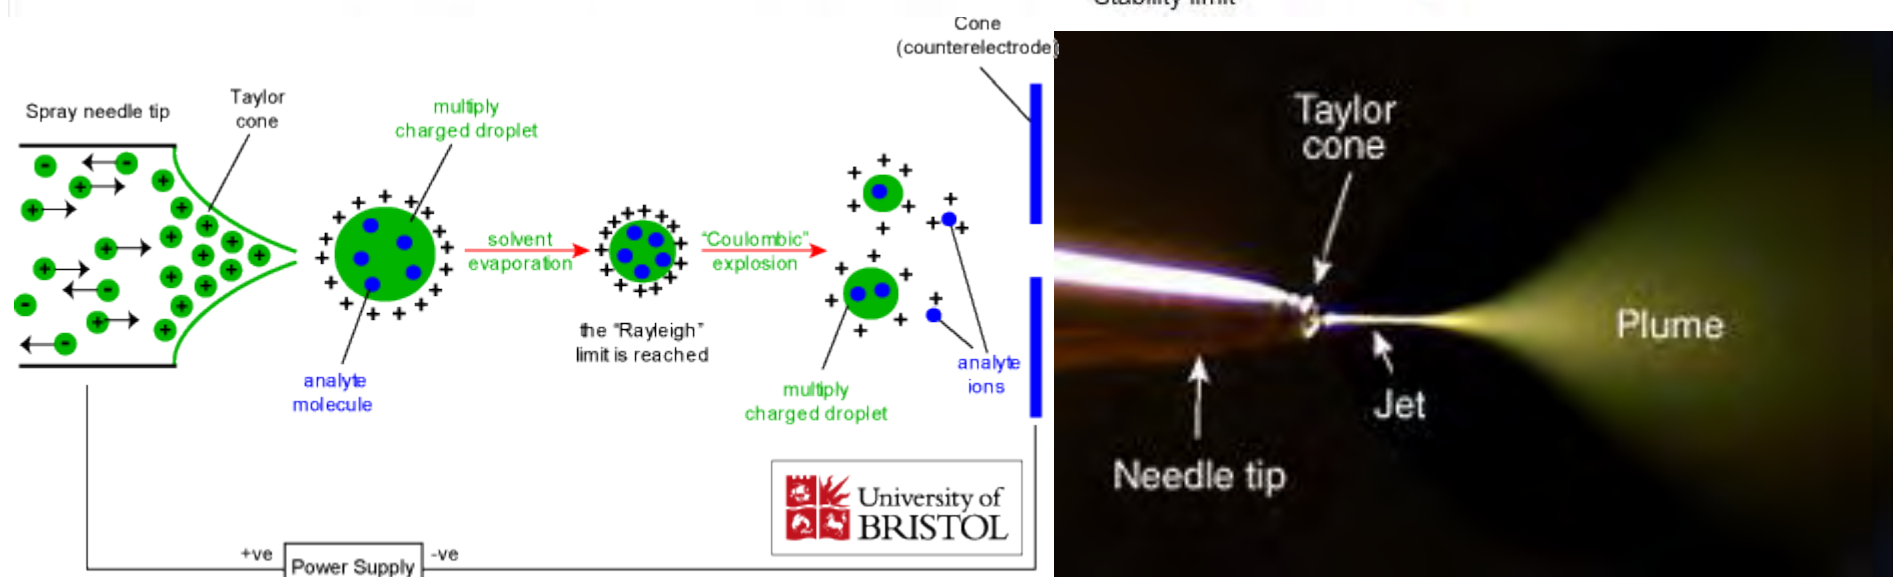 Stability limit
Cone
(counterelectrode)
Spray needle tip
Taylor
cone
multiply
charged droplet
solvent
evaporation
"Coulombic"
explosion
the "Rayleigh"
limit is reached
analyte
molecule
multiply
charged droplet
analyte
ions
University of
BRISTOL
+ve
-ve
Power Supply
Taylor
cone
Plume
Jet
Needle tip